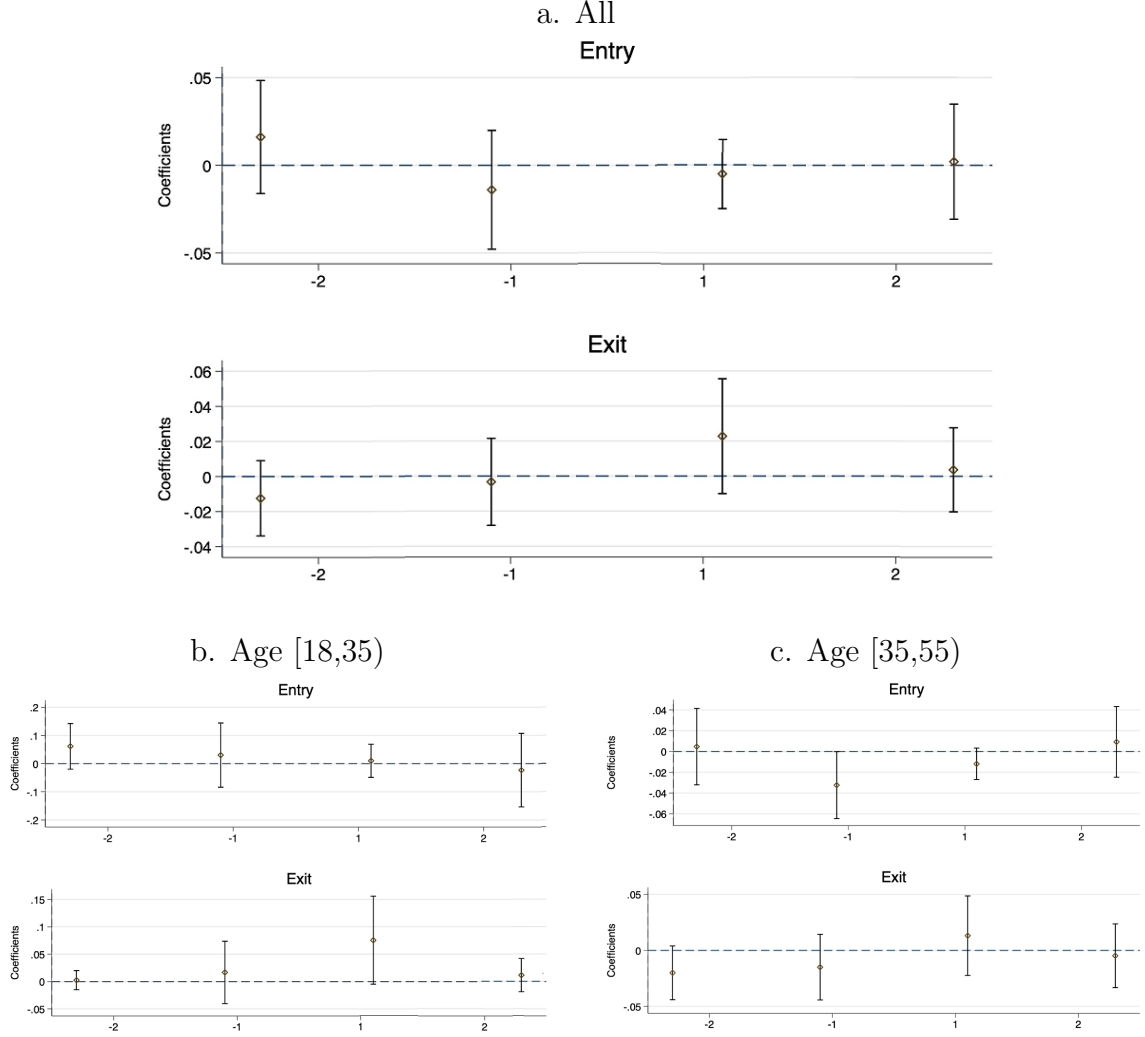 a. All
Entry
Coefficients
.05
0
-.05
-2 -1 1 2
Exit
Coefficients
.06
.04
.02
0
-.02
-.04
-2 -1 1 2
b. Age [18,35)
Entry
Coefficients
.2
.1
0
-.1
-.2
-2 -1 1 2
Exit
Coefficients
.15
.1
.05
0
-.05
-2 -1 1 2
c. Age [35,55)
Entry
Coefficients
.04
.02
0
-.02
-.04
-.06
-2 -1 1 2
Exit
Coefficients
.05
0
-.05
-2 -1 1 2